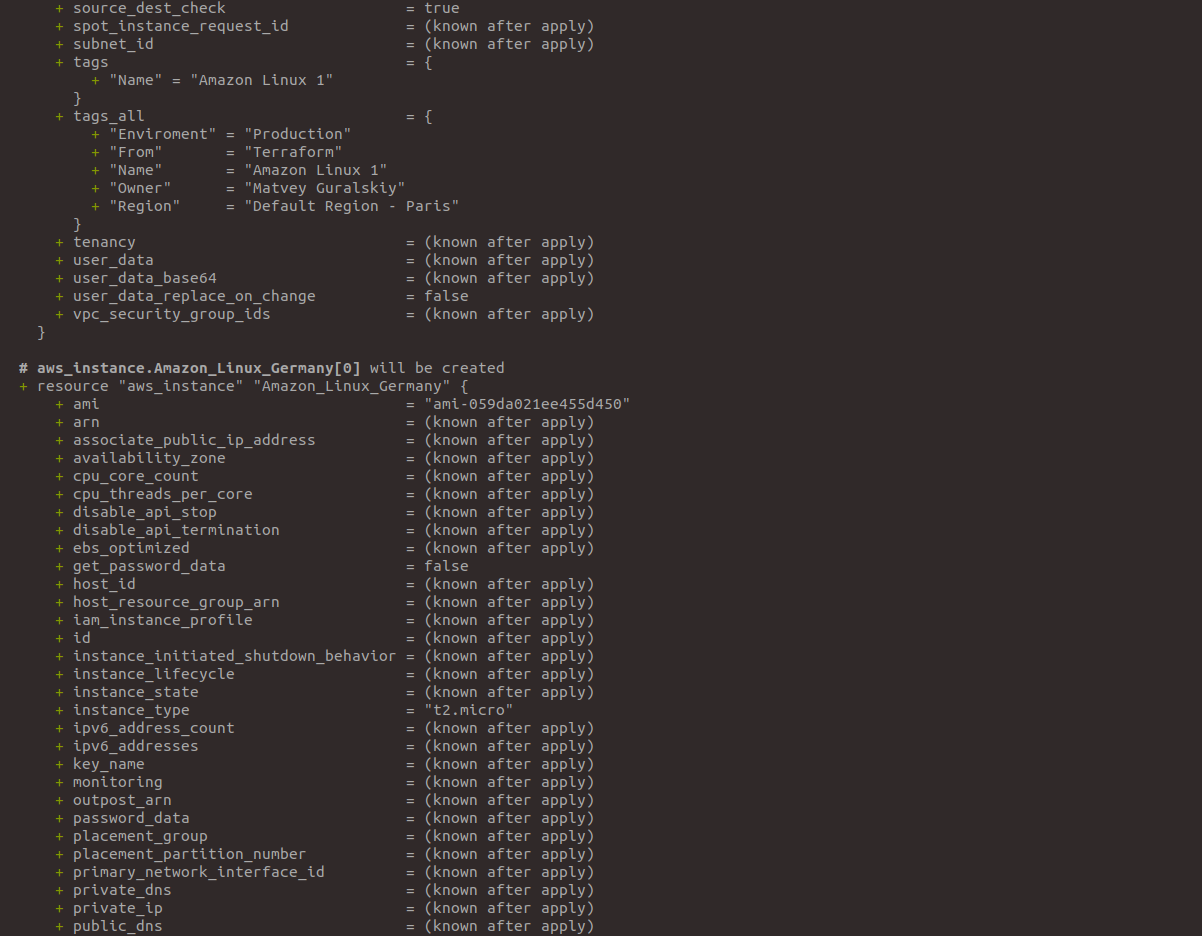 + source_dest_check = true
+ spot_instance_request_id = (known after apply)
+ subnet_id = (known after apply)
+ tags = {
+ "Name" = "Amazon Linux 1"
}
+ tags_all = {
+ "Enviroment" = "Production"
+ "From" = "Terraform"
+ "Name" = "Amazon Linux 1"
+ "Owner" = "Matvey Guralskiy"
+ "Region" = "Default Region - Paris"
}
+ tenancy = (known after apply)
+ user_data = (known after apply)
+ user_data_base64 = (known after apply)
+ user_data_replace_on_change = false
+ vpc_security_group_ids = (known after apply)
}
# aws_instance.Amazon_Linux_Germany[0] will be created
+ resource "aws_instance" "Amazon_Linux_Germany" {
+ ami = "ami-059da021ee455d450"
+ arn = (known after apply)
+ associate_public_ip_address = (known after apply)
+ availability_zone = (known after apply)
+ cpu_core_count = (known after apply)
+ cpu_threads_per_core = (known after apply)
+ disable_api_stop = (known after apply)
+ disable_api_termination = (known after apply)
+ ebs_optimized = (known after apply)
+ get_password_data = false
+ host_id = (known after apply)
+ host_resource_group_arn = (known after apply)
+ iam_instance_profile = (known after apply)
+ id = (known after apply)
+ instance_initiated_shutdown_behavior = (known after apply)
+ instance_lifecycle = (known after apply)
+ instance_state = (known after apply)
+ instance_type = "t2.micro"
+ ipv6_address_count = (known after apply)
+ ipv6_addresses = (known after apply)
+ key_name = (known after apply)
+ monitoring = (known after apply)
+ outpost_arn = (known after apply)
+ password_data = (known after apply)
+ placement_group = (known after apply)
+ placement_partition_number = (known after apply)
+ primary_network_interface_id = (known after apply)
+ private_dns = (known after apply)
+ private_ip = (known after apply)
+ public_dns = (known after apply)